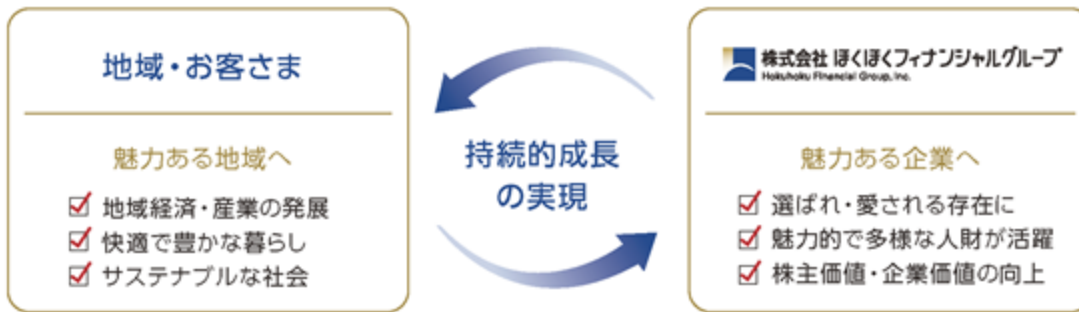 地域・お客さま
魅力ある地域へ
地域経済・産業の発展
快適で豊かな暮らし
サステナブルな社会
持続的成長
の実現
株式会社 ほくほくフィナンシャルグループ
Hokuhoku Financial Group, Inc.
魅力ある企業へ
選ばれ・愛される存在に
魅力的で多様な人財が活躍
株主価値・企業価値の向上